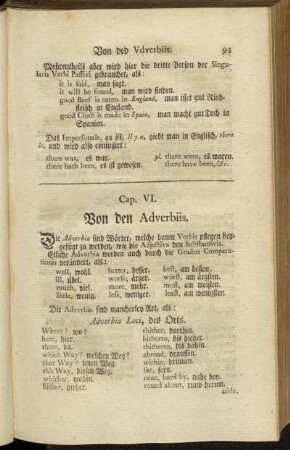 Von ded Vdverbiis. 93
Mehrentheils aber wird hier die dritte Person der Singu-
laris Verbi Passivi gebrauchet, als:
it is said, man sagt.
it will be found, man wird finden.
good Beef is eaten in England, man isset gut Rind-
fleisch in England.
good Cloth is made in Spain, man macht gut Tuch in
Spanien.
Das Impersonale, es ist, il y a, giebt man in Englisch, there
is, und wird also conjugirt:
there was, es war. pl. there were, es waren.
there hath been, es ist gewesen. there have been, &c.
Cap. VI.
Von den Adverbiis.
Die Adverbia sind Wörter, welche denen Verbis pflegen bey-
gefügt zu werden, wie die Adjectiva den Substantivis.
Etliche Adverbia werden auch durch die Gradus Compara-
tionis verändert, als:
well, wohl. better, besser. best, am besten.
ill, übel. worse, ärger. worst, am ärgsten.
much, viel. more, mehr. most, am meisten.
little, wenig. less, weniger. least, am wenigsten.
Die Adverbia sind mancherley Art, als:
Adverbia Loci, des Orts.
Where? wo? thither, dorthin.
here, hier. hitherto, bis hieher.
there, da. thitherto, bis dahin.
which Way? welchen Weg? abroad, draussen.
that Way? jenen Weg. within, drinnen.
this Way, diesen Weg. far, fern.
whither, wohin. near, hard by, nahe bey.
hither, hieher. round about, rund herum.